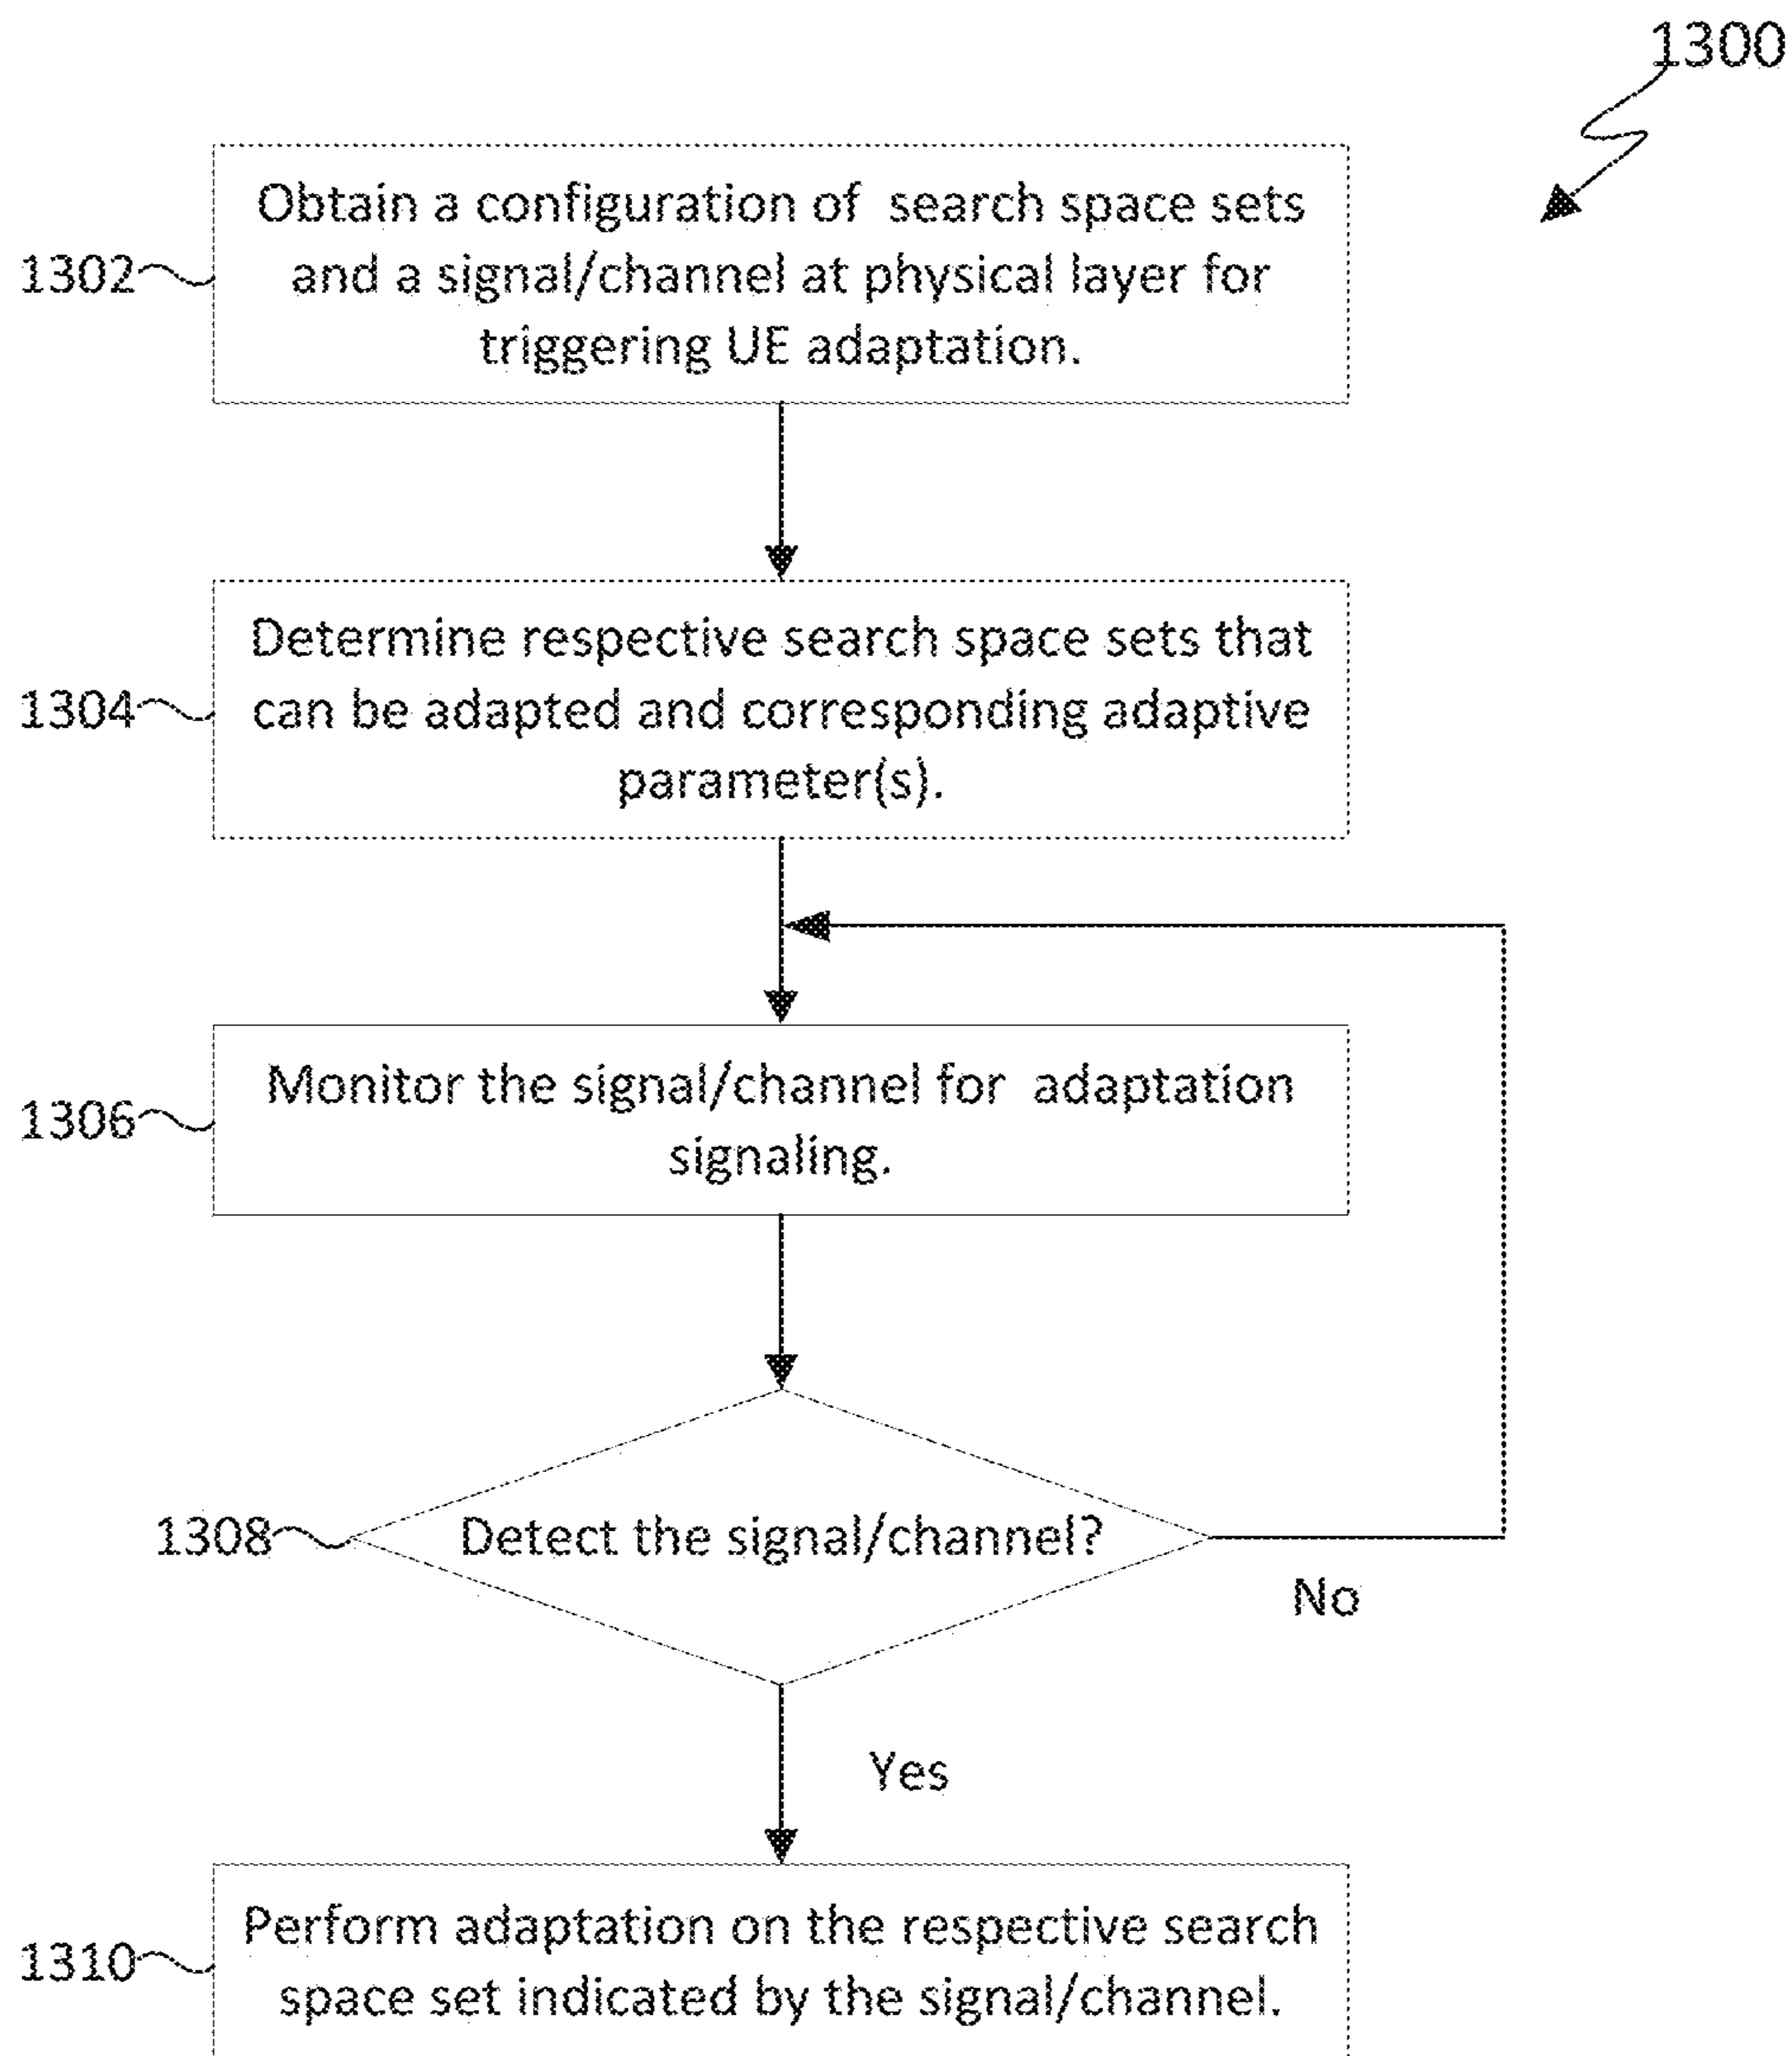 1300
Obtain a configuration of search space sets
and a signal/channel at physical layer for
triggering UE adaptation.
1302
Determine respective search space sets that
can be adapted and corresponding adaptive
parameter(s).
1304
Monitor the signal/channel for adaptation
signaling.
1306
Detect the signal/channel?
1308
No
Yes
Perform adaptation on the respective search
space set indicated by the signal/channel.
1310